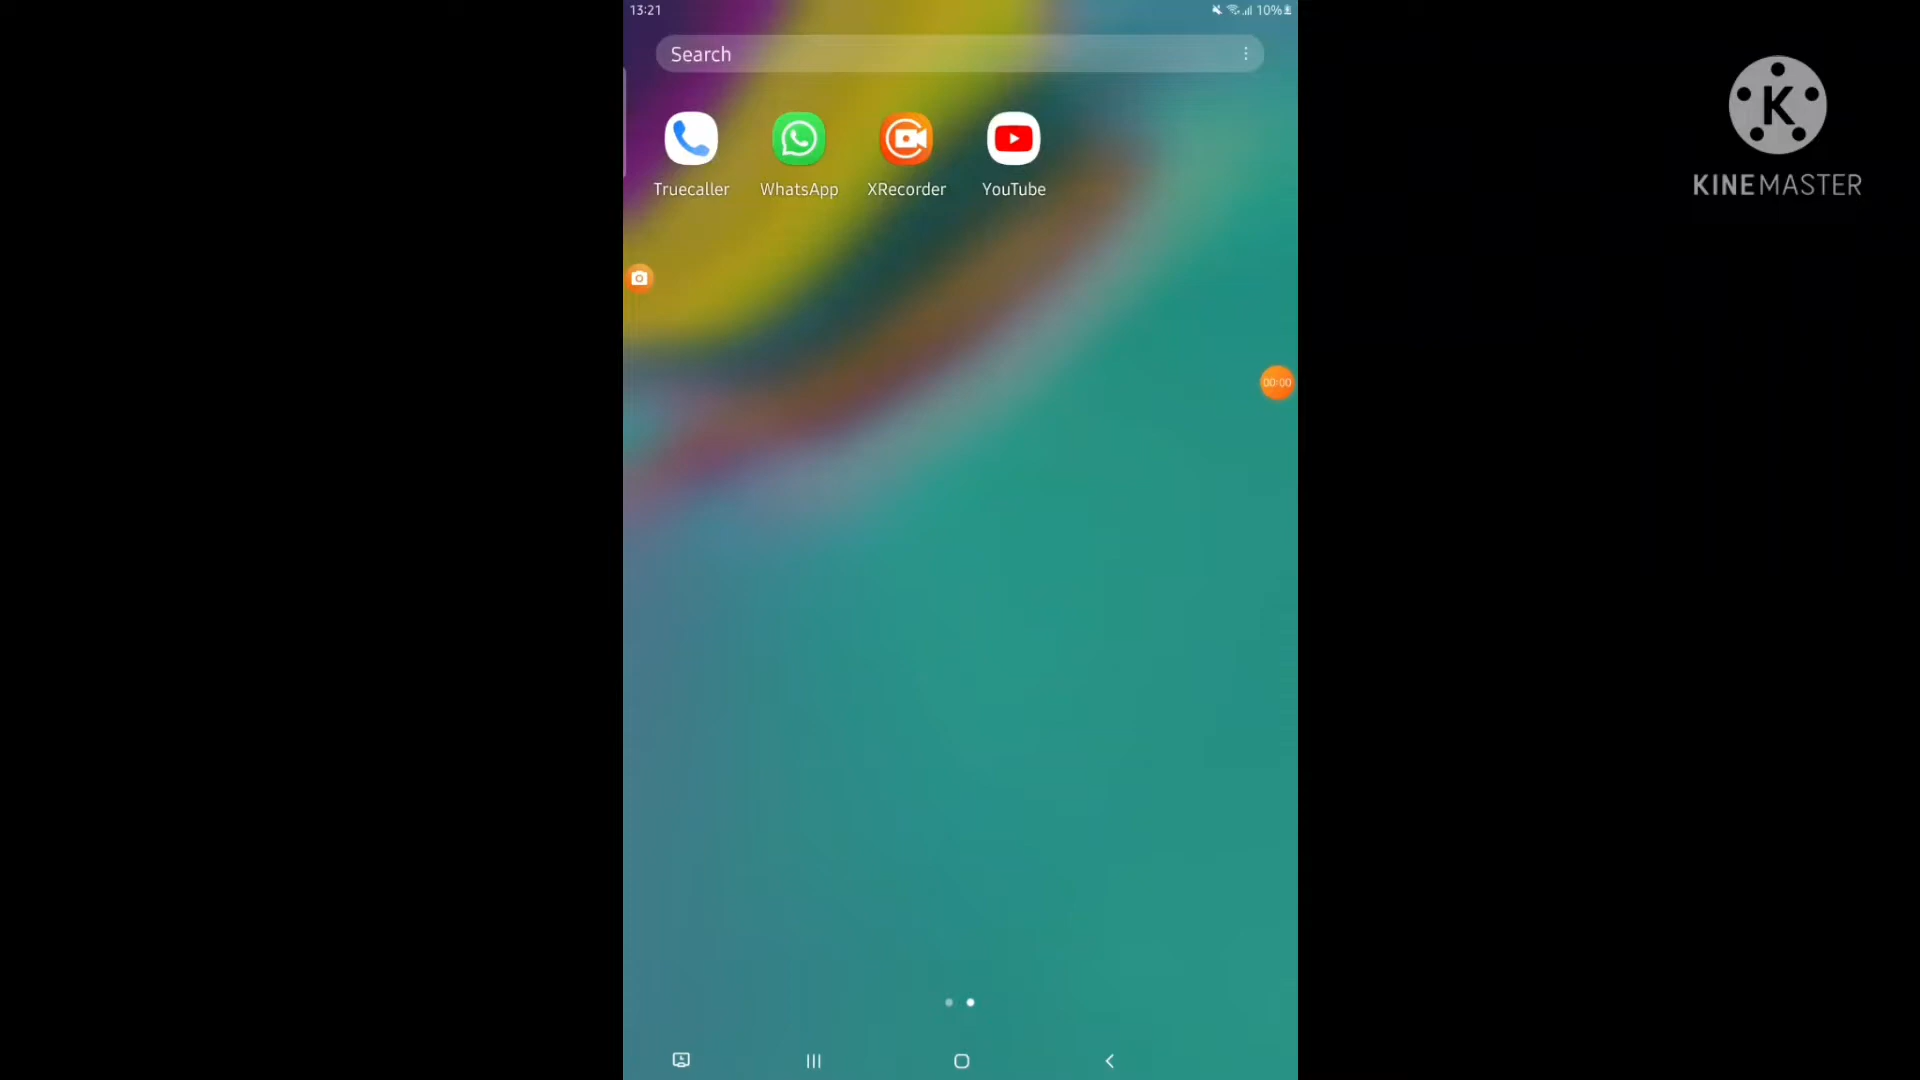 13:21
10%
Search
Truecaller
WhatsApp
XRecorder
YouTube
00:00
K
KINEMASTER